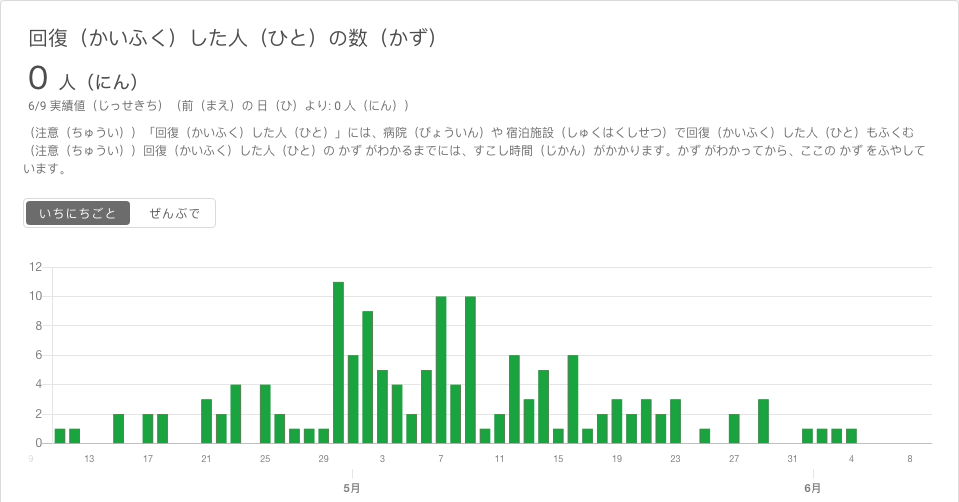 回復（かいふく）した人（ひと）の数（かず）
0 人（にん）
6/9 実績値（じっせきち）（前（まえ）の 日（ひ）より: 0 人（にん））
（注意（ちゅうい））「回復（かいふく）した人（ひと）」には、病院（びょういん）や 宿泊施設（しゅくはくしせつ）で回復（かいふく）した人（ひと）もふくむ
（注意（ちゅうい））回復（かいふく）した人（ひと）の かず がわかるまでには、すこし時間（じかん）がかかります。かず がわかってから、ここの かず をふやして
います。
いちにちごと ぜんぶで
12
10
8
6
4
2
0
9 13 17 21 25 29 3 7 11 15 19 23 27 31 4 8
5月 6月